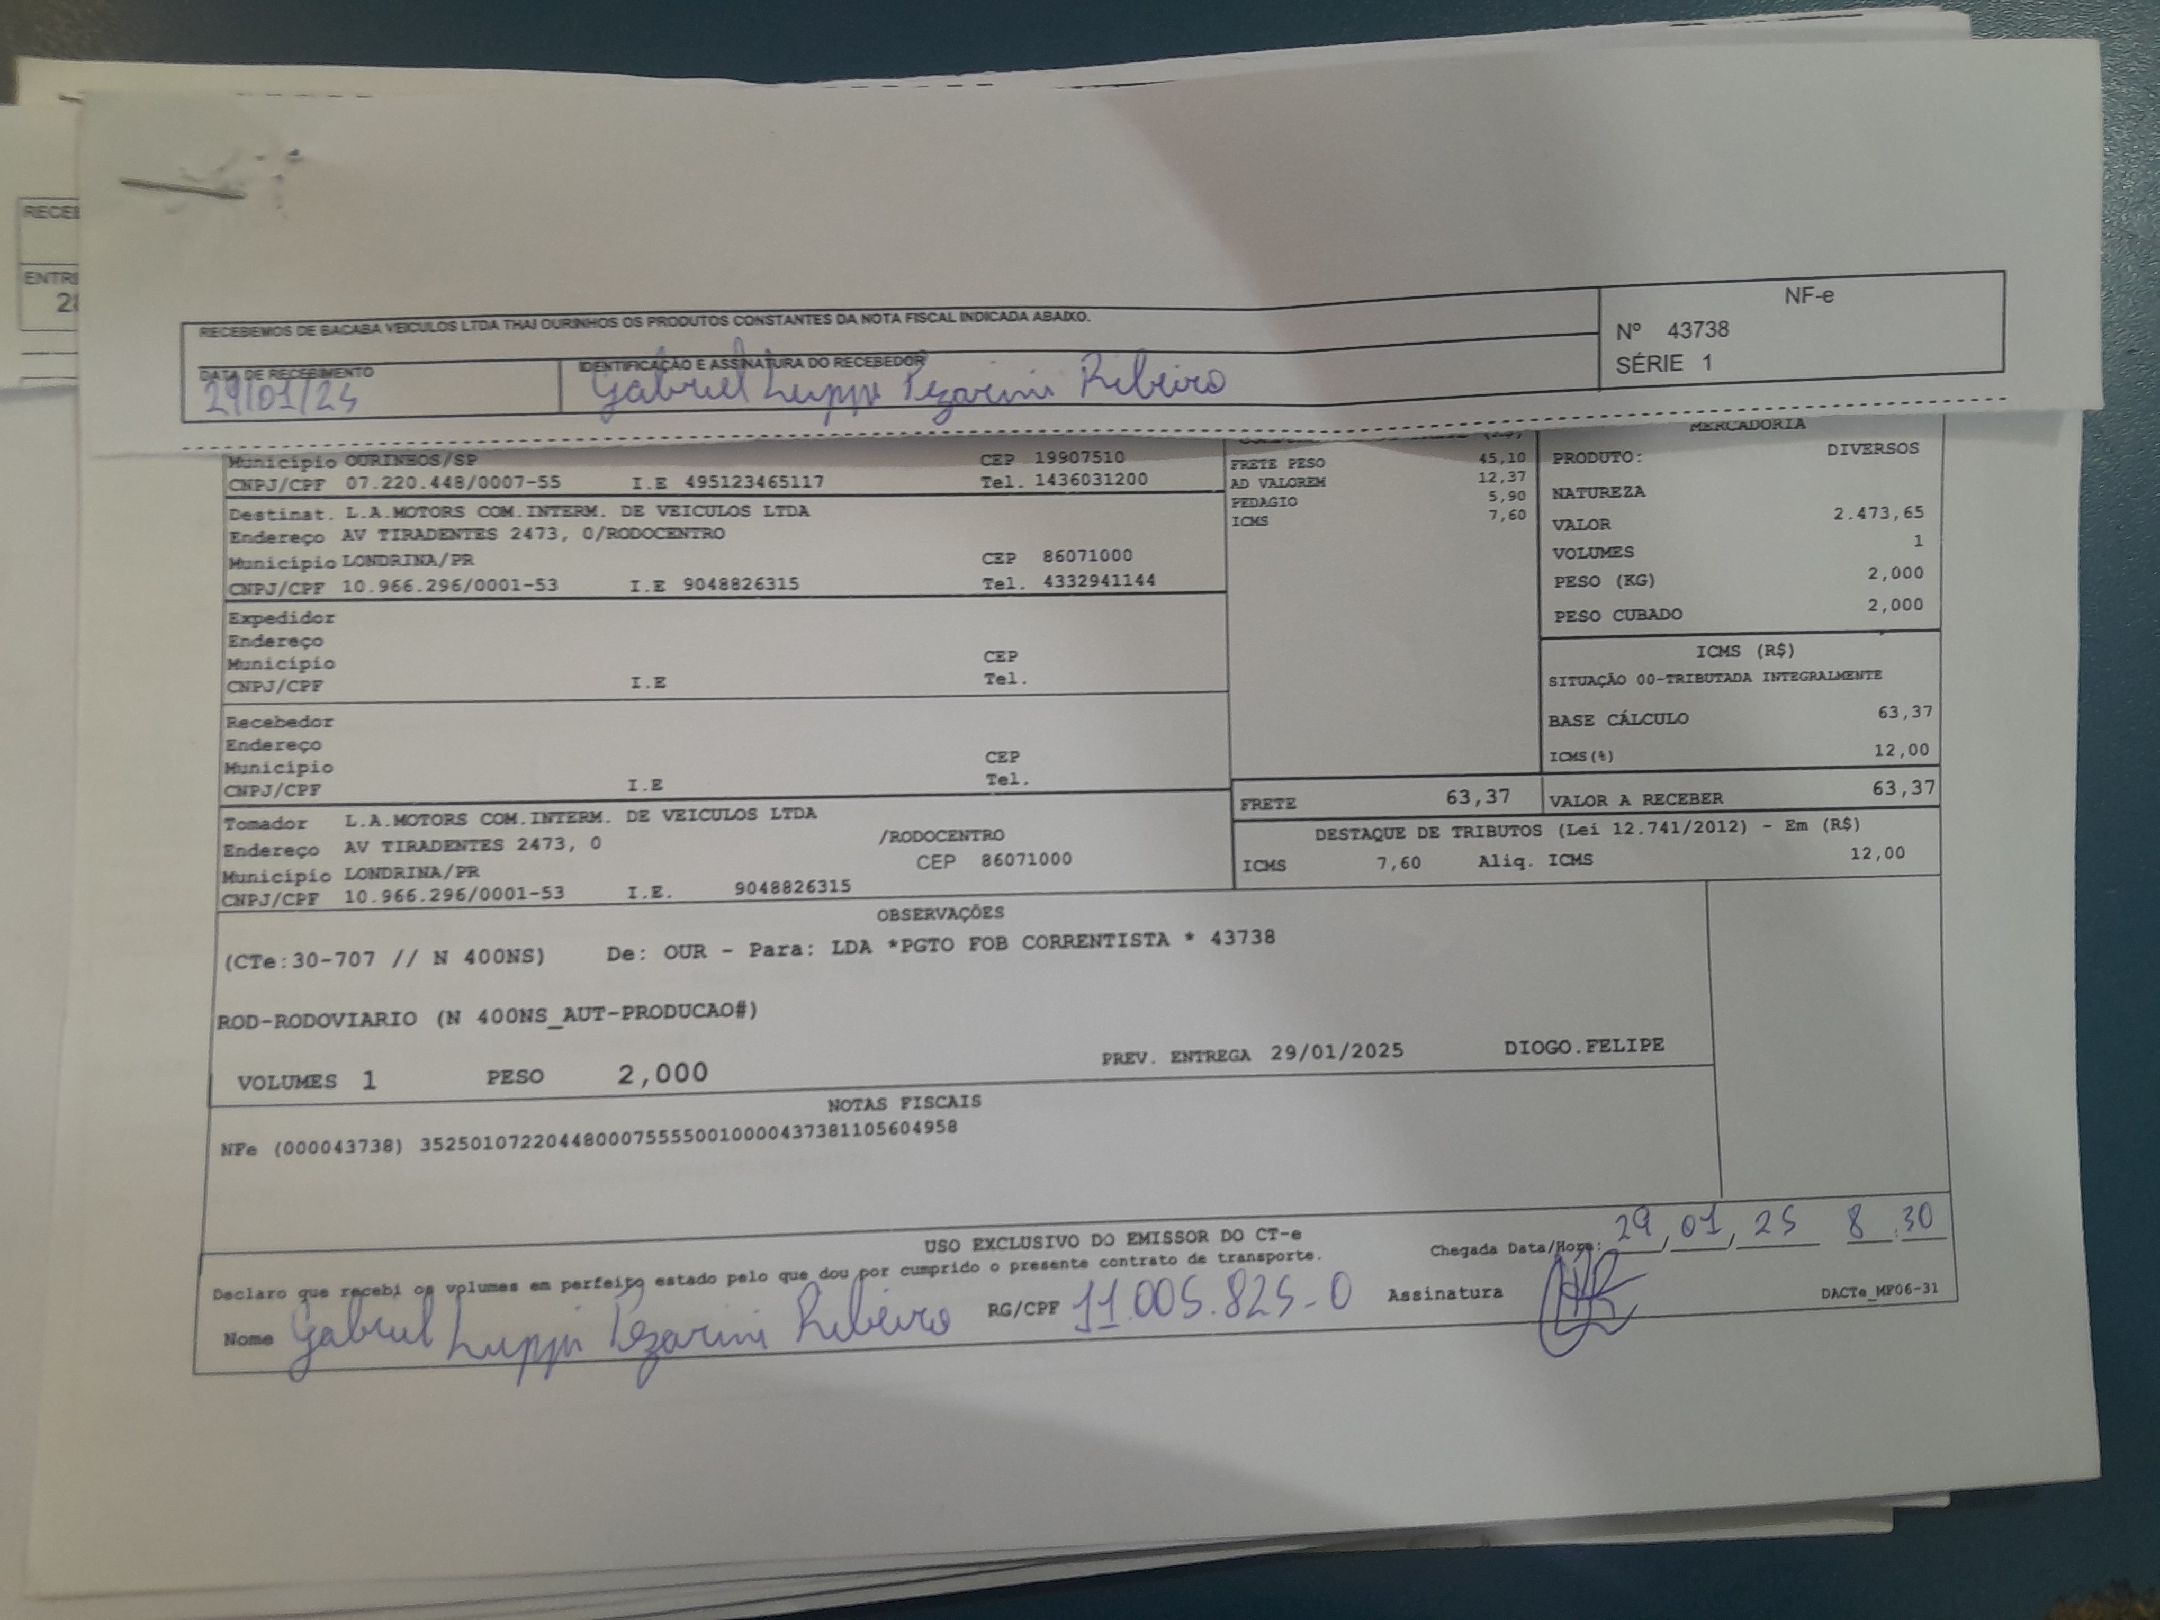 RECEB
ENTRE
28
RECEBEMOS DE BACABA VEICULOS LTDA THAI OURINHOS OS PRODUTOS CONSTANTES DA NOTA FISCAL INDICADA ABAIXO.
NF-e
Nº 43738
SÉRIE 1
DATA DE RECEBIMENTO
29/01/25
IDENTIFICAÇÃO E ASSINATURA DO RECEBEDOR
Gabriel Luppi Pezarini Ribeiro
Município OURINHOS/SP CEP 19907510
CNPJ/CPF 07.220.448/0007-55 I.E 495123465117 Tel. 1436031200
Destinat. L.A.MOTORS COM.INTERM. DE VEICULOS LTDA
Endereço AV TIRADENTES 2473, 0/RODOCENTRO
Município LONDRINA/PR CEP 86071000
CNPJ/CPF 10.966.296/0001-53 I.E 9048826315 Tel. 4332941144
Expedidor
Endereço
Município CEP
CNPJ/CPF I.E Tel.
Recebedor
Endereço
Município CEP
CNPJ/CPF I.E Tel.
Tomador L.A.MOTORS COM.INTERM. DE VEICULOS LTDA
Endereço AV TIRADENTES 2473, 0 /RODOCENTRO
Município LONDRINA/PR CEP 86071000
CNPJ/CPF 10.966.296/0001-53 I.E. 9048826315
FRETE PESO 45,10
AD VALOREM 12,37
PEDAGIO 5,90
ICMS 7,60
MERCADORIA
PRODUTO: DIVERSOS
NATUREZA
VALOR 2.473,65
VOLUMES 1
PESO (KG) 2,000
PESO CUBADO 2,000
ICMS (R$)
SITUAÇÃO 00-TRIBUTADA INTEGRALMENTE
BASE CÁLCULO 63,37
ICMS(%) 12,00
FRETE 63,37 VALOR A RECEBER 63,37
DESTAQUE DE TRIBUTOS (Lei 12.741/2012) - Em (R$)
ICMS 7,60 Aliq. ICMS 12,00
OBSERVAÇÕES
(CTe:30-707 // N 400NS) De: OUR - Para: LDA *PGTO FOB CORRENTISTA * 43738
ROD-RODOVIARIO (N 400NS_AUT-PRODUCAO#)
VOLUMES 1 PESO 2,000 PREV. ENTREGA 29/01/2025 DIOGO.FELIPE
NOTAS FISCAIS
NFe (000043738) 35250107220448000755550010000437381105604958
USO EXCLUSIVO DO EMISSOR DO CT-e
Declaro que recebi os volumes em perfeito estado pelo que dou por cumprido o presente contrato de transporte.
Chegada Data/Hora: 29/01/25 8:30
Nome Gabriel Luppi Pezarini Ribeiro RG/CPF 11.005.825-0 Assinatura
DACTe_MF06-31